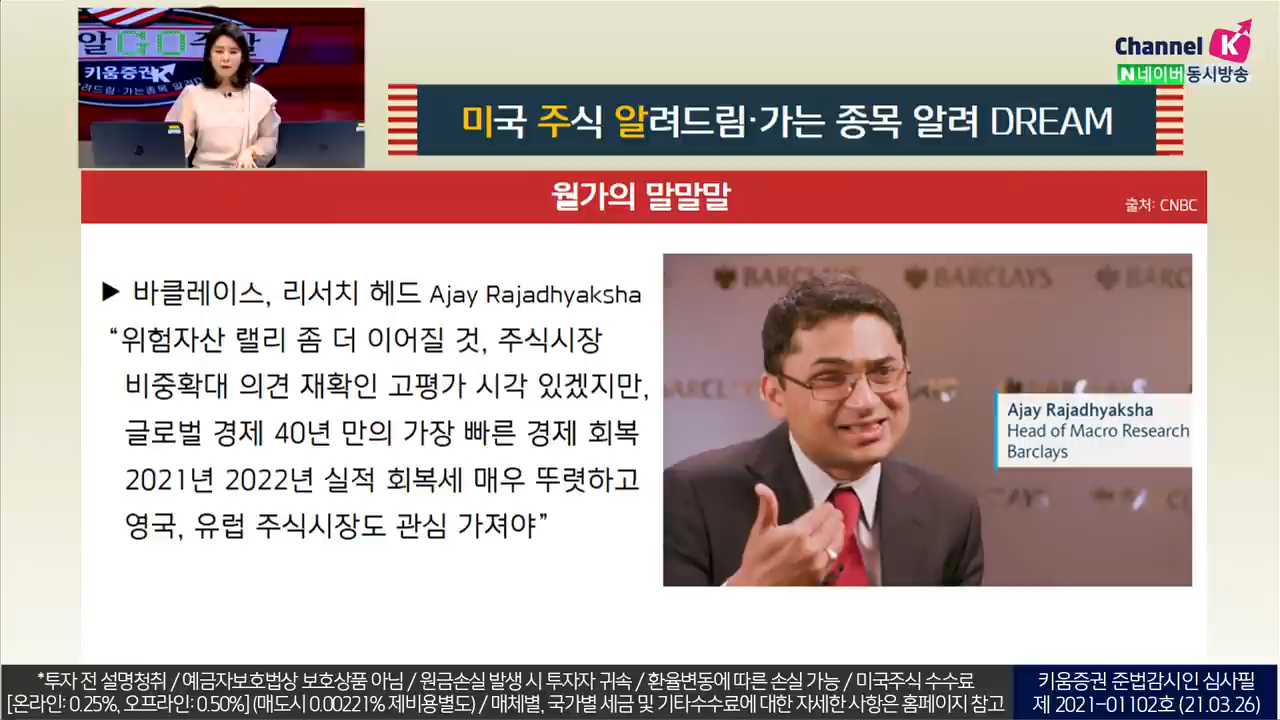 알GO주알
키움증권
Channel K
N 네이버 동시방송
미국 주식 알려드림·가는 종목 알려 DREAM
월가의 말말말
출처: CNBC
▶ 바클레이스, 리서치 헤드 Ajay Rajadhyaksha
“위험자산 랠리 좀 더 이어질 것, 주식시장
비중확대 의견 재확인 고평가 시각 있겠지만,
글로벌 경제 40년 만의 가장 빠른 경제 회복
2021년 2022년 실적 회복세 매우 뚜렷하고
영국, 유럽 주식시장도 관심 가져야”
BARCLAYS
BARCLAYS
BARC
Ajay Rajadhyaksha
Head of Macro Research
Barclays
*투자 전 설명청취 / 예금자보호법상 보호상품 아님 / 원금손실 발생 시 투자자 귀속 / 환율변동에 따른 손실 가능 / 미국주식 수수료
[온라인: 0.25%, 오프라인: 0.50%] (매도시 0.00221% 제비용별도) / 매체별, 국가별 세금 및 기타수수료에 대한 자세한 사항은 홈페이지 참고
키움증권 준법감시인 심사필
제 2021-01102호 (21.03.26)